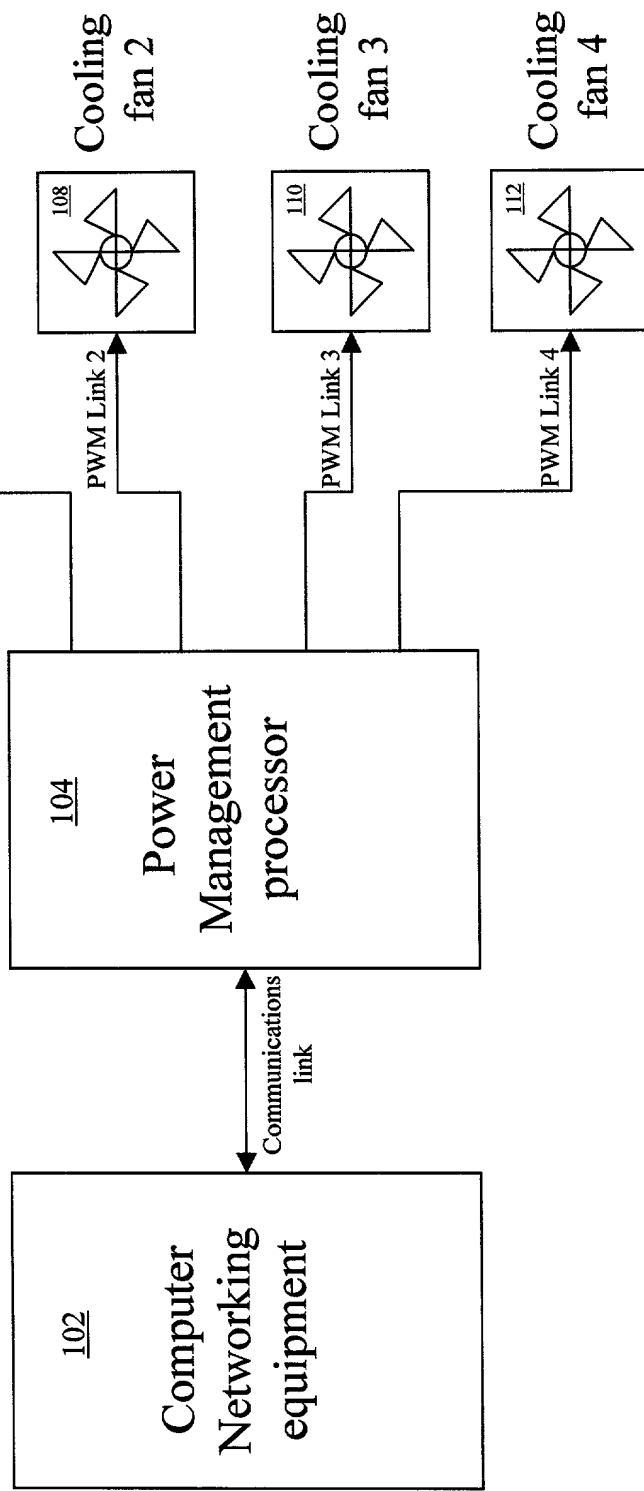 102
Computer
Networking
equipment
Communications
link
104
Power
Management
processor
PWM Link 2
108
Cooling
fan 2
PWM Link 3
110
Cooling
fan 3
PWM Link 4
112
Cooling
fan 4